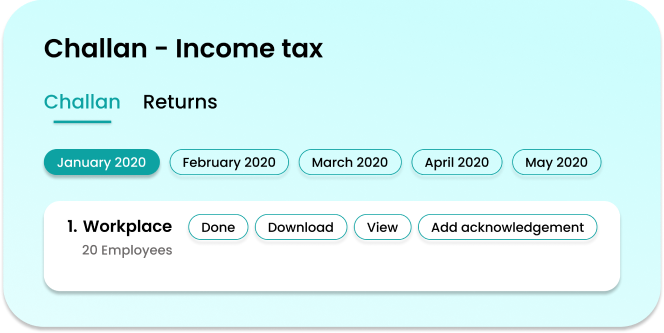 Challan - Income tax
Challan Returns
January 2020 February 2020 March 2020 April 2020 May 2020
1. Workplace Done Download View Add acknowledgement
20 Employees